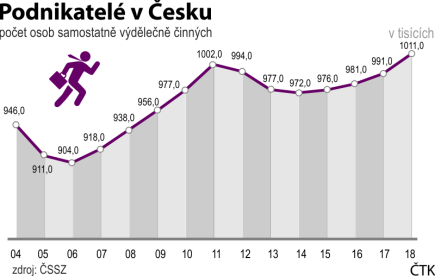 Podnikatelé v Česku
počet osob samostatně výdělečně činných
v tisících
946,0 911,0 904,0 918,0 938,0 956,0 977,0 1002,0 994,0 977,0 972,0 976,0 981,0 991,0 1011,0
04 05 06 07 08 09 10 11 12 13 14 15 16 17 18
zdroj: ČSSZ
ČTK